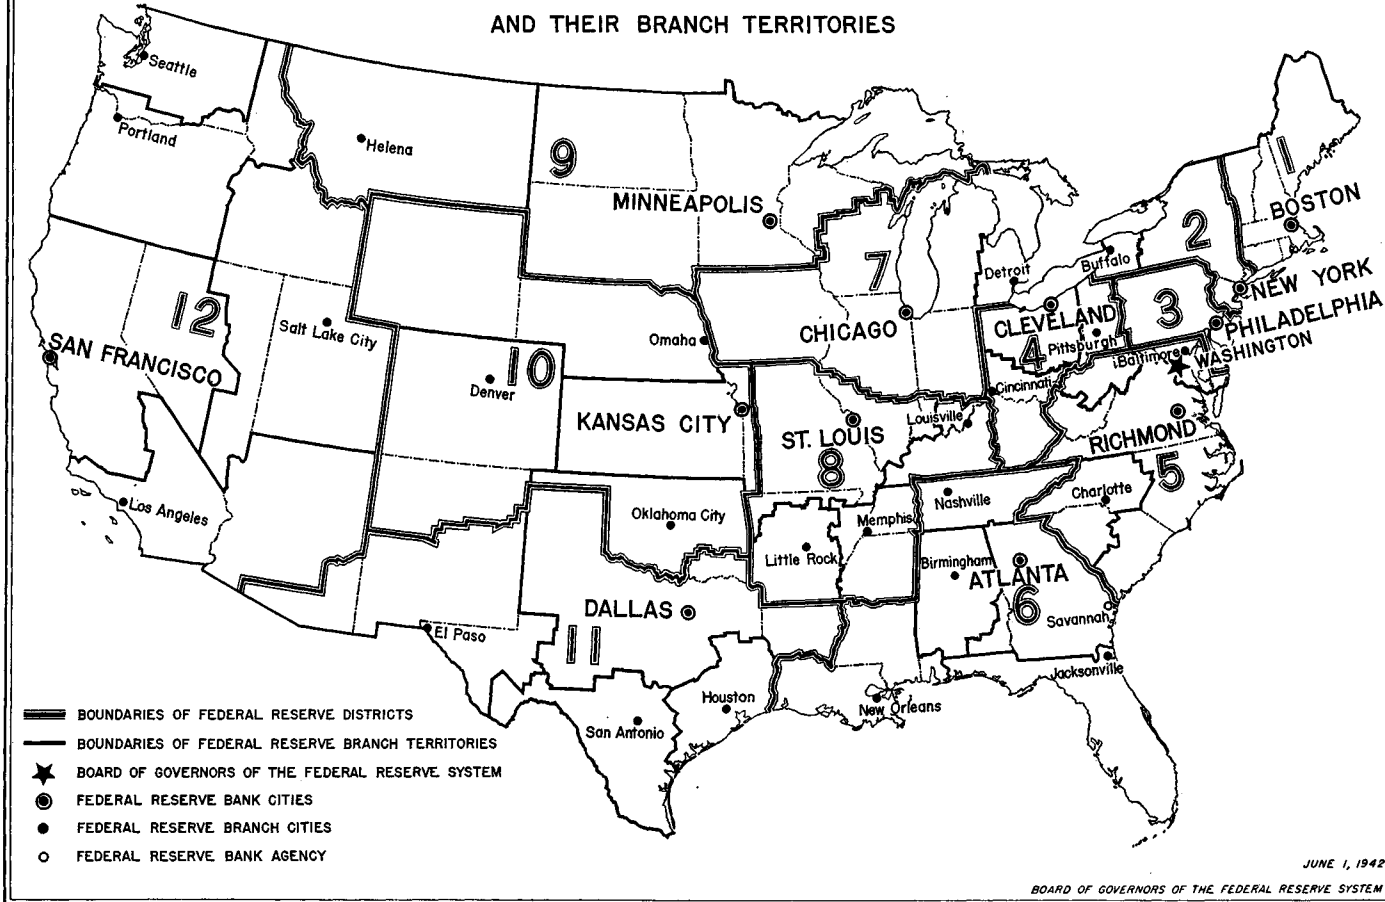 AND THEIR BRANCH TERRITORIES
Seattle
Portland
Helena
9
MINNEAPOLIS
1
BOSTON
2
Buffalo
NEW YORK
7
Detroit
3
PHILADELPHIA
CLEVELAND
4
Pittsburgh
Baltimore
WASHINGTON
12
SAN FRANCISCO
Salt Lake City
Omaha
CHICAGO
Cincinnati
10
Denver
KANSAS CITY
ST. LOUIS
8
Louisville
RICHMOND
5
Los Angeles
Oklahoma City
Nashville
Charlotte
Memphis
Little Rock
Birmingham
ATLANTA
6
Savannah
DALLAS
11
El Paso
Jacksonville
Houston
San Antonio
New Orleans
BOUNDARIES OF FEDERAL RESERVE DISTRICTS
BOUNDARIES OF FEDERAL RESERVE BRANCH TERRITORIES
BOARD OF GOVERNORS OF THE FEDERAL RESERVE SYSTEM
FEDERAL RESERVE BANK CITIES
FEDERAL RESERVE BRANCH CITIES
FEDERAL RESERVE BANK AGENCY
JUNE 1, 1942
BOARD OF GOVERNORS OF THE FEDERAL RESERVE SYSTEM